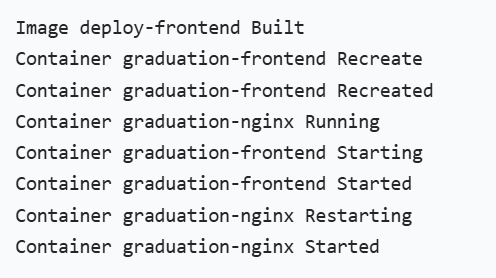 Image deploy-frontend Built
Container graduation-frontend Recreate
Container graduation-frontend Recreated
Container graduation-nginx Running
Container graduation-frontend Starting
Container graduation-frontend Started
Container graduation-nginx Restarting
Container graduation-nginx Started